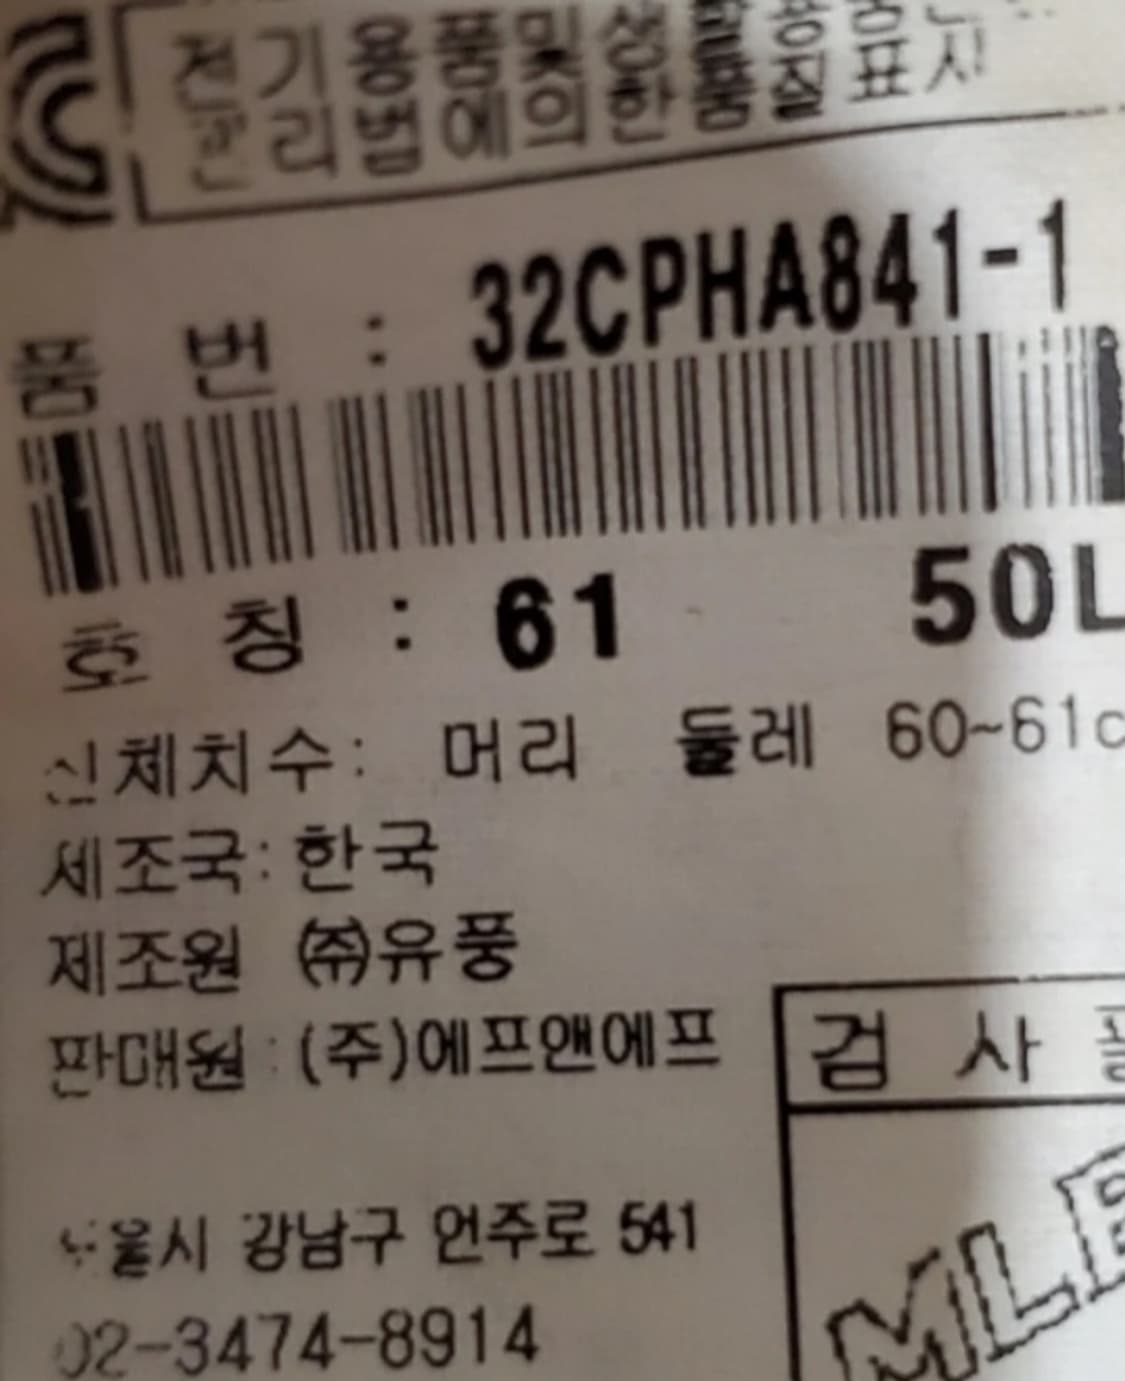 전기용품및생활용품안
관리법에의한품질표시
품 번 : 32CPHA841-1
호 칭 : 61 50L
신체치수: 머리 둘레 60~61c
제조국: 한국
제조원 ㈜유풍
판매원 : (주)에프앤에프
검 사 품
서울시 강남구 언주로 541
02-3474-8914
MLB